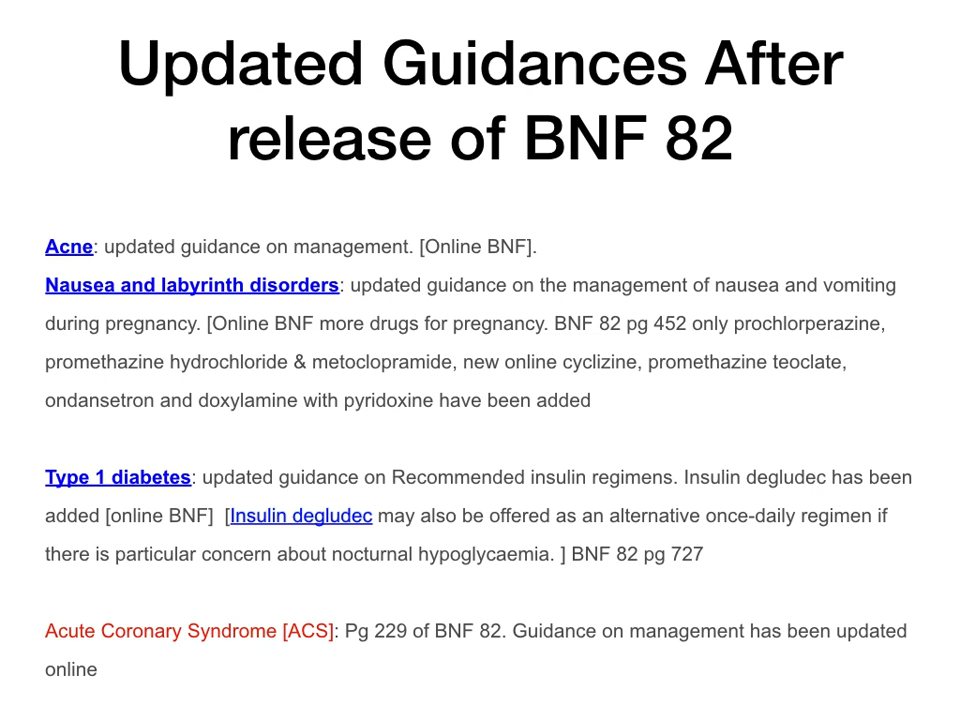 Updated Guidances After
release of BNF 82
Acne: updated guidance on management. [Online BNF].
Nausea and labyrinth disorders: updated guidance on the management of nausea and vomiting
during pregnancy. [Online BNF more drugs for pregnancy. BNF 82 pg 452 only prochlorperazine,
promethazine hydrochloride & metoclopramide, new online cyclizine, promethazine teoclate,
ondansetron and doxylamine with pyridoxine have been added
Type 1 diabetes: updated guidance on Recommended insulin regimens. Insulin degludec has been
added [online BNF]  [Insulin degludec may also be offered as an alternative once-daily regimen if
there is particular concern about nocturnal hypoglycaemia. ] BNF 82 pg 727
Acute Coronary Syndrome [ACS]: Pg 229 of BNF 82. Guidance on management has been updated
online